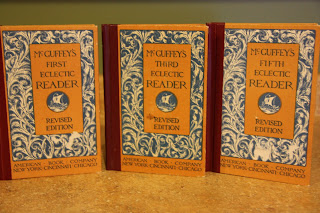 McGUFFEY'S
FIRST
ECLECTIC
READER
REVISED
EDITION
AMERICAN BOOK COMPANY
NEW YORK·CINCINNATI·CHICAGO
McGUFFEY'S
THIRD
ECLECTIC
READER
REVISED
EDITION
AMERICAN BOOK COMPANY
NEW YORK·CINCINNATI·CHICAGO
McGUFFEY'S
FIFTH
ECLECTIC
READER
REVISED
EDITION
AMERICAN BOOK COMPANY
NEW YORK·CINCINNATI·CHICAGO